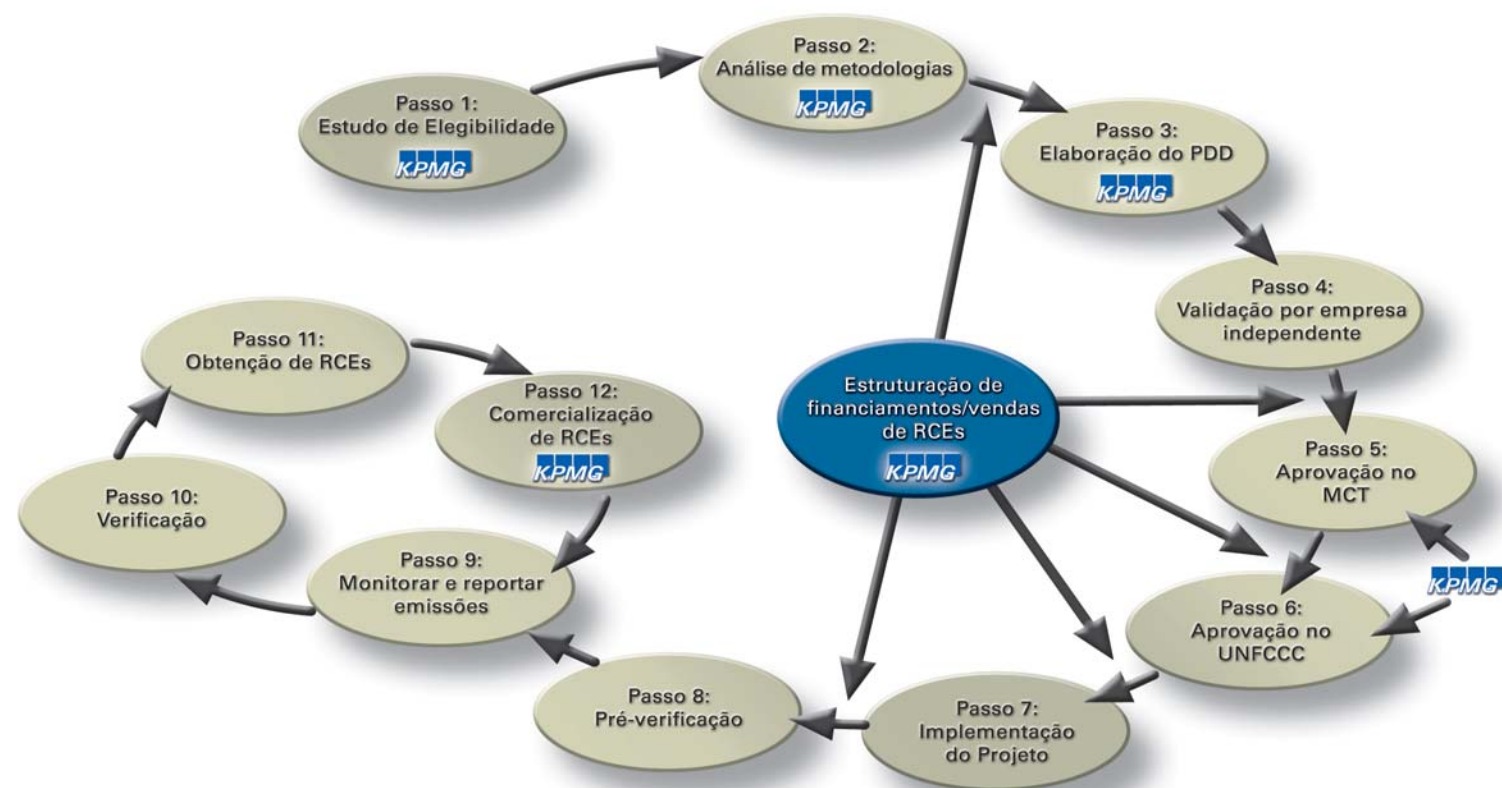 Passo 1:
Estudo de Elegibilidade
KPMG
Passo 2:
Análise de metodologias
KPMG
Passo 3:
Elaboração do PDD
KPMG
Passo 4:
Validação por empresa
independente
Passo 5:
Aprovação no
MCT
KPMG
Passo 6:
Aprovação no
UNFCCC
Passo 7:
Implementação
do Projeto
Passo 8:
Pré-verificação
Passo 9:
Monitorar e reportar
emissões
Passo 10:
Verificação
Passo 11:
Obtenção de RCEs
Passo 12:
Comercialização
de RCEs
KPMG
Estruturação de
financiamentos/vendas
de RCEs
KPMG